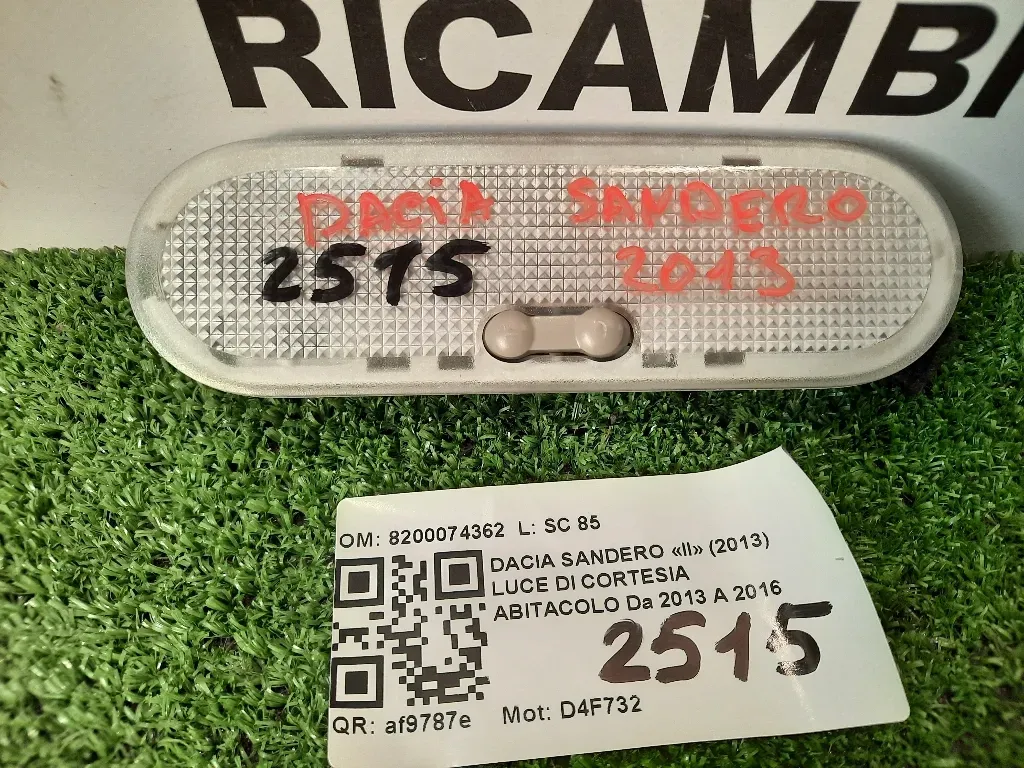 RICAMBI
DACIA SANDERO
2515 2013
OM: 8200074362 L: SC 85
DACIA SANDERO «II» (2013)
LUCE DI CORTESIA
ABITACOLO Da 2013 A 2016
2515
QR: af9787e Mot: D4F732